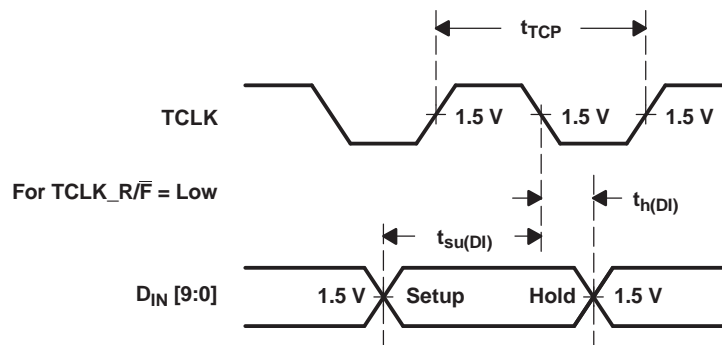 tTCP
TCLK
1.5 V 1.5 V 1.5 V
For TCLK_R/F̅ = Low
th(DI)
tsu(DI)
DIN [9:0]
1.5 V Setup Hold 1.5 V